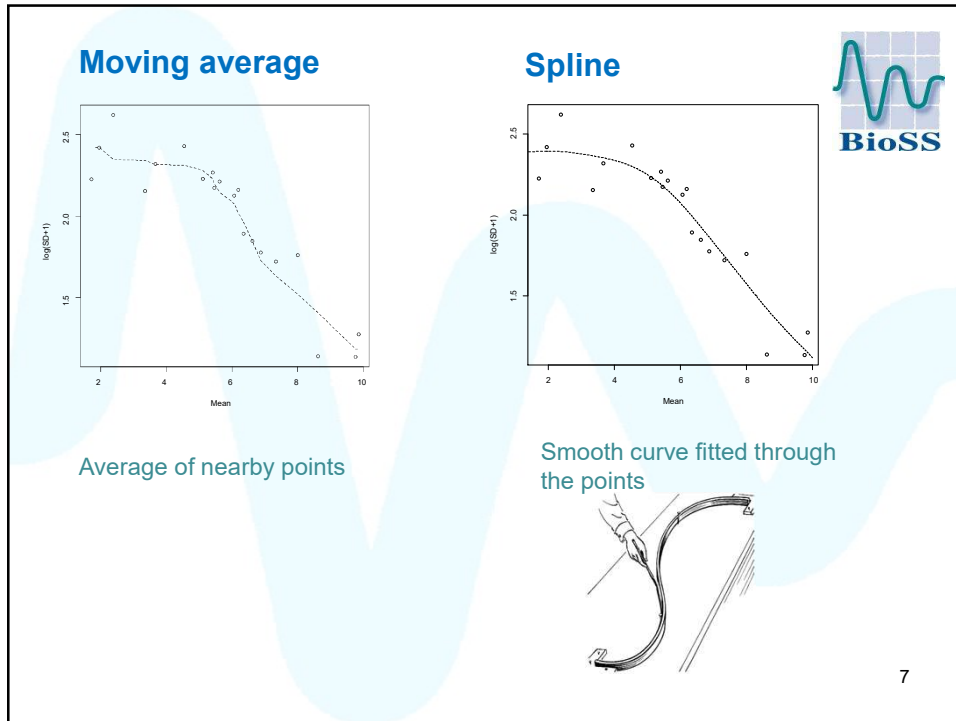 Moving average
2.5
2.0
1.5
log(SD+1)
2 4 6 8 10
Mean
Average of nearby points
Spline
2.5
2.0
1.5
log(SD+1)
2 4 6 8 10
Mean
Smooth curve fitted through
the points
BioSS
7